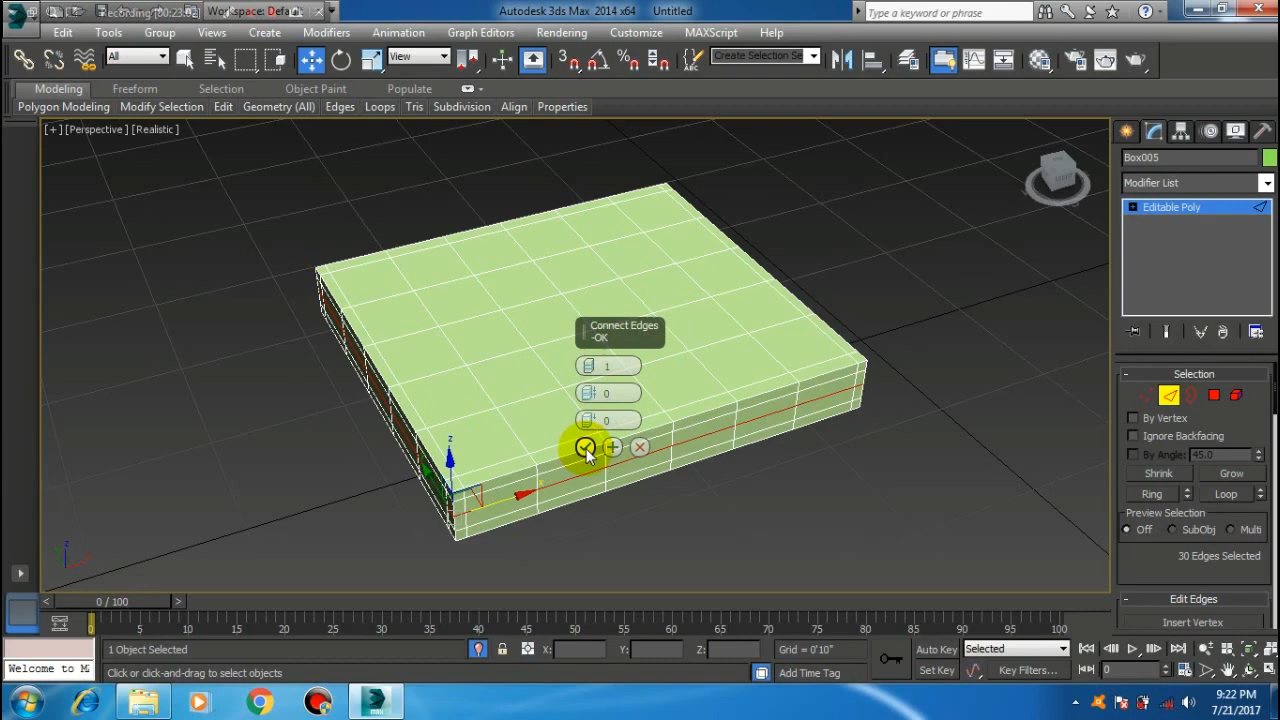 Recording [00:23:02]
Workspace: Default
Autodesk 3ds Max 2014 x64 Untitled
Type a keyword or phrase
Edit Tools Group Views Create Modifiers Animation Graph Editors Rendering Customize MAXScript Help
All
View
Create Selection Se
Modeling Freeform Selection Object Paint Populate
Polygon Modeling Modify Selection Edit Geometry (All) Edges Loops Tris Subdivision Align Properties
[+] [Perspective] [Realistic]
Box005
Modifier List
Editable Poly
Connect Edges
-OK
1
0
0
z
x
z
Selection
By Vertex
Ignore Backfacing
By Angle: 45.0
Shrink Grow
Ring Loop
Preview Selection
Off SubObj Multi
30 Edges Selected
Edit Edges
Insert Vertex
0 / 100
0 5 10 15 20 25 30 35 40 45 50 55 60 65 70 75 80 85 90 95 100
1 Object Selected
X: Y: Z:
Grid = 0'10"
Auto Key
Selected
Welcome to M
Click or click-and-drag to select objects
Add Time Tag
Set Key
Key Filters...
0
9:22 PM
7/21/2017